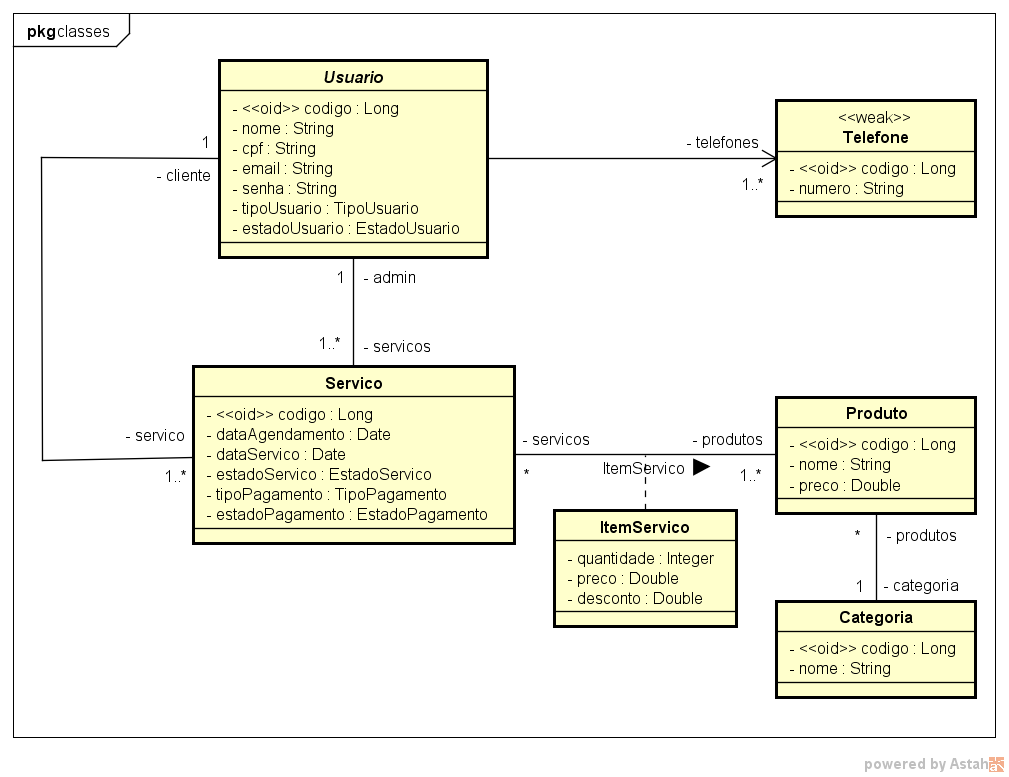 pkg classes
Usuario
- <<oid>> codigo : Long
- nome : String
- cpf : String
- email : String
- senha : String
- tipoUsuario : TipoUsuario
- estadoUsuario : EstadoUsuario
<<weak>>
Telefone
- <<oid>> codigo : Long
- numero : String
- telefones
1..*
1
- cliente
1
- admin
1..*
- servicos
Servico
- <<oid>> codigo : Long
- dataAgendamento : Date
- dataServico : Date
- estadoServico : EstadoServico
- tipoPagamento : TipoPagamento
- estadoPagamento : EstadoPagamento
- servico
1..*
- servicos
*
- produtos
1..*
ItemServico
ItemServico
- quantidade : Integer
- preco : Double
- desconto : Double
Produto
- <<oid>> codigo : Long
- nome : String
- preco : Double
*
- produtos
1
- categoria
Categoria
- <<oid>> codigo : Long
- nome : String
powered by Astah